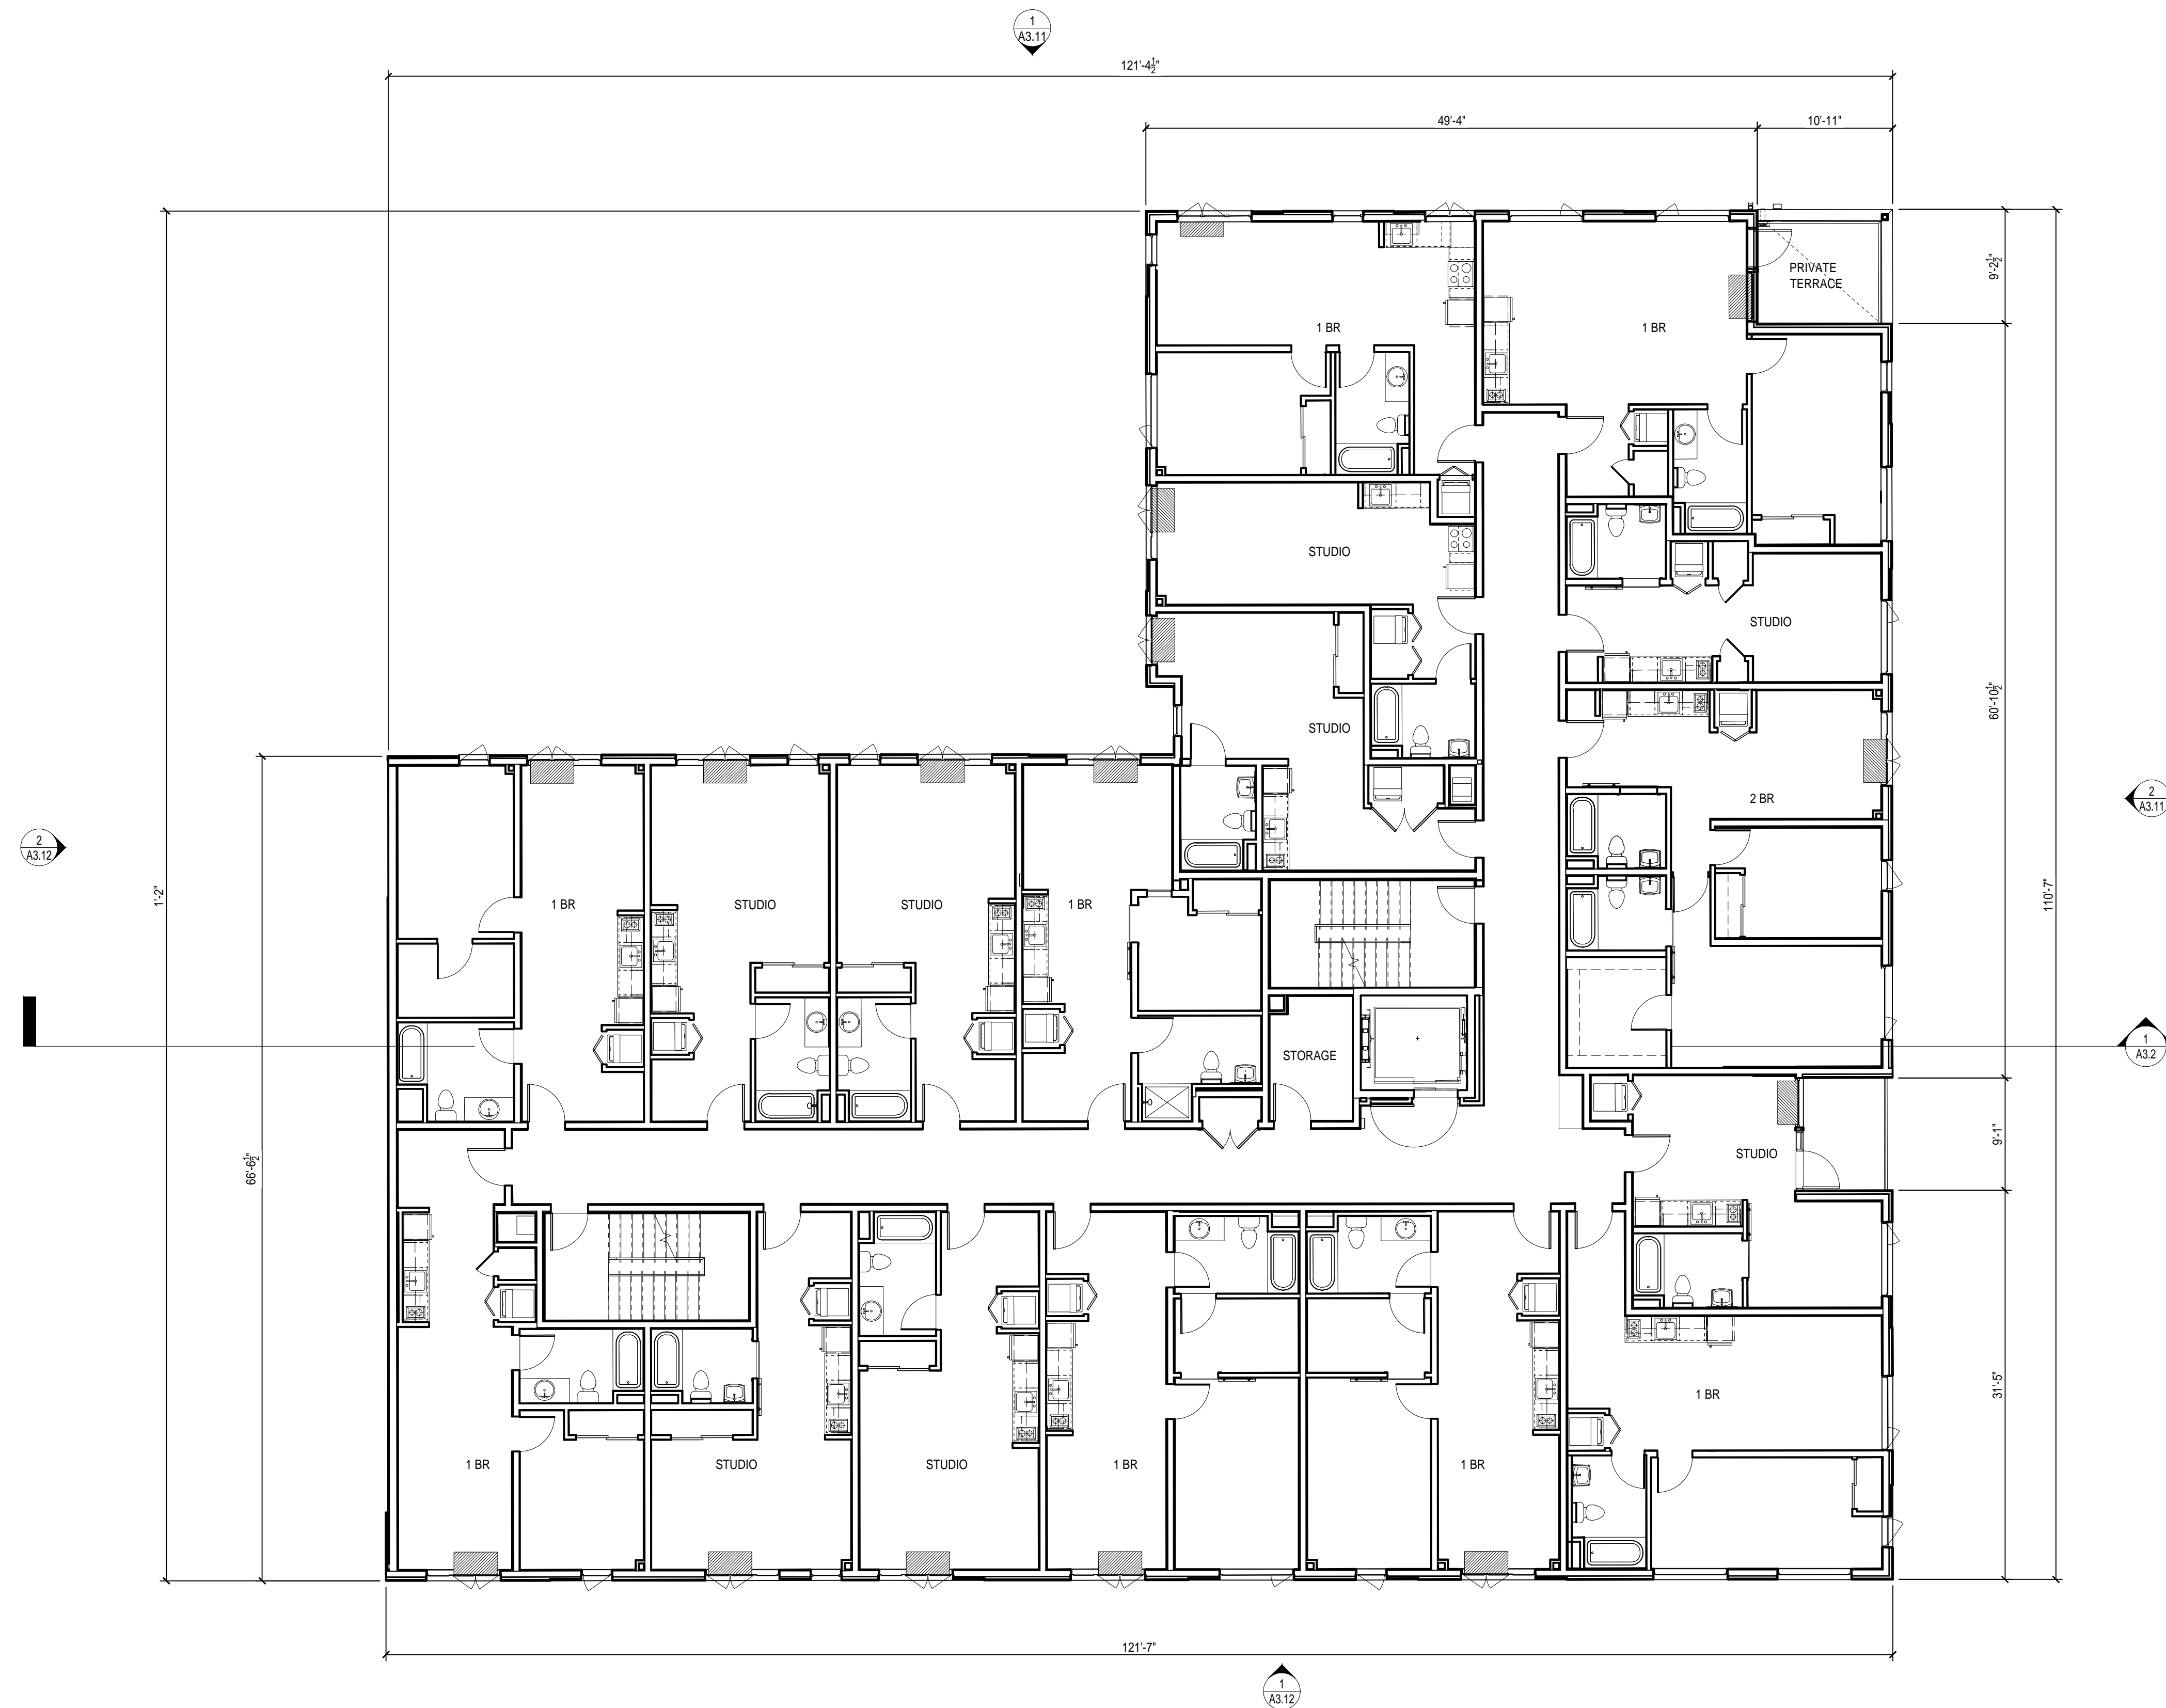 1
A3.11
121'-4½"
49'-4"
10'-11"
PRIVATE
TERRACE
9'-2½"
1 BR
1 BR
STUDIO
STUDIO
60'-10½"
STUDIO
2 BR
2
A3.11
2
A3.12
1'-2"
110'-7"
1 BR
STUDIO
STUDIO
1 BR
STORAGE
1
A3.2
66'-6½"
9'-1"
STUDIO
31'-5"
1 BR
1 BR
STUDIO
STUDIO
1 BR
1 BR
121'-7"
1
A3.12